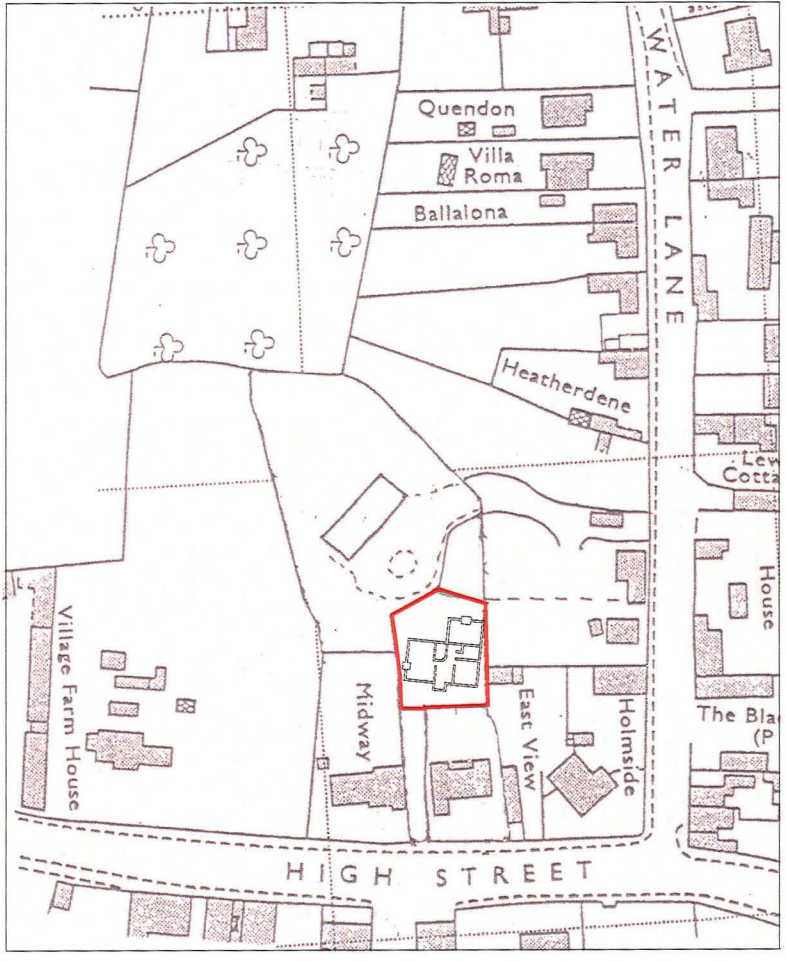 WATER LANE
Quendon
Villa
Roma
Ballalona
Heatherdene
House
Village Farm House
Midway
East View
Holmside
The Bla
(P
HIGH STREET